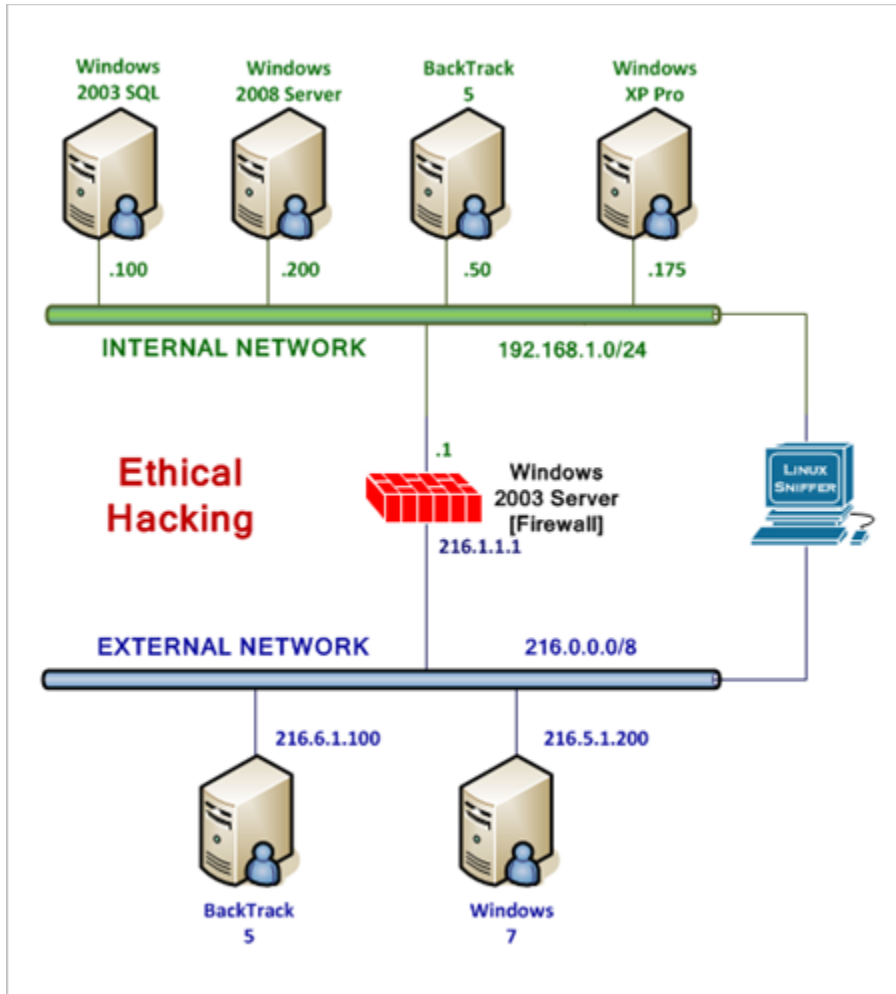 Windows
2003 SQL
Windows
2008 Server
BackTrack
5
Windows
XP Pro
.100
.200
.50
.175
INTERNAL NETWORK
192.168.1.0/24
Ethical
Hacking
.1
Windows
2003 Server
[Firewall]
216.1.1.1
LINUX
SNIFFER
EXTERNAL NETWORK
216.0.0.0/8
216.6.1.100
216.5.1.200
BackTrack
5
Windows
7